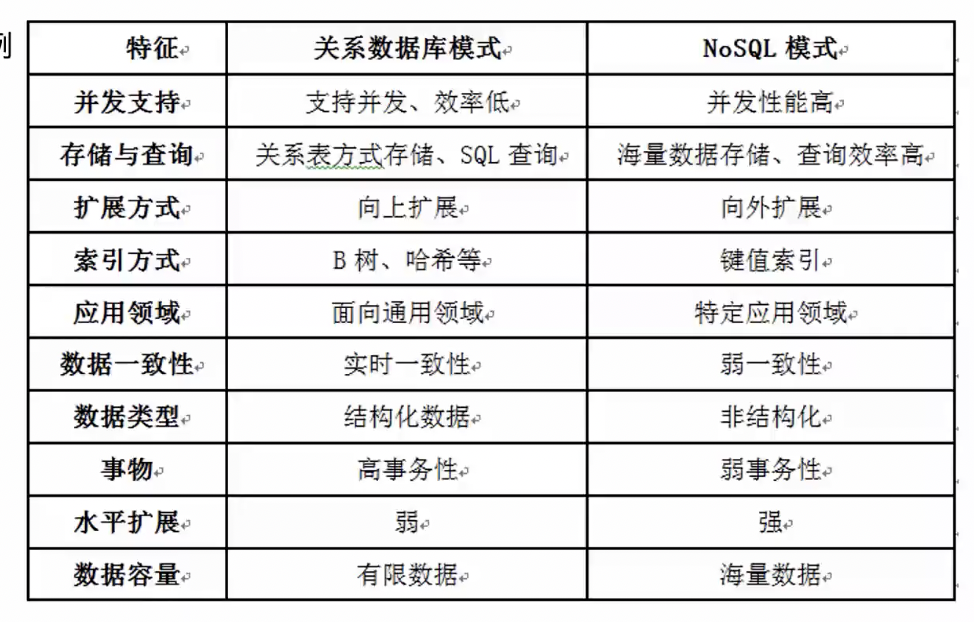 例
特征 关系数据库模式 NoSQL 模式
并发支持 支持并发、效率低 并发性能高
存储与查询 关系表方式存储、SQL 查询 海量数据存储、查询效率高
扩展方式 向上扩展 向外扩展
索引方式 B 树、哈希等 键值索引
应用领域 面向通用领域 特定应用领域
数据一致性 实时一致性 弱一致性
数据类型 结构化数据 非结构化
事物 高事务性 弱事务性
水平扩展 弱 强
数据容量 有限数据 海量数据